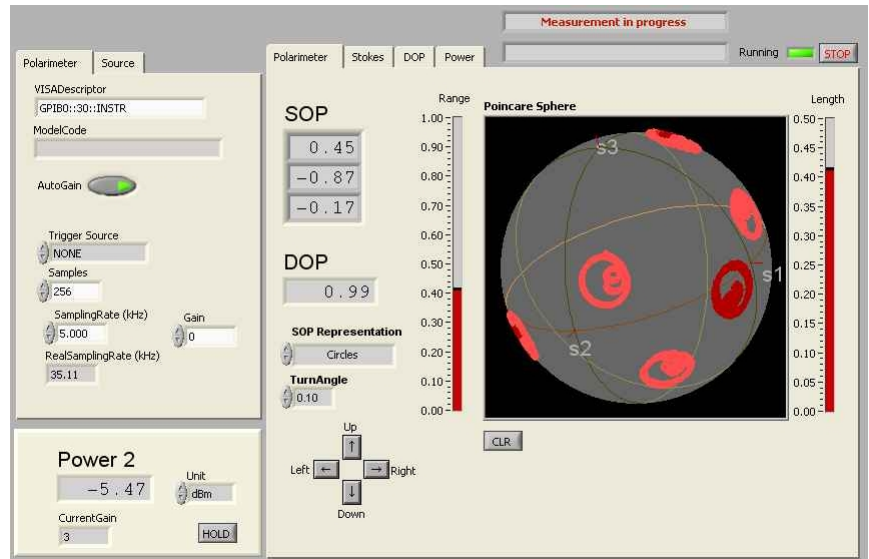 Measurement in progress
Running
STOP
Polarimeter Source
VISADescriptor
GPIB0::30::INSTR
ModelCode
AutoGain
Trigger Source
NONE
Samples
256
SamplingRate (kHz) Gain
5.000 0
RealSamplingRate (kHz)
35.11
Power 2
-5.47
Unit
dBm
CurrentGain
3
HOLD
Polarimeter Stokes DOP Power
SOP
0.45
-0.87
-0.17
DOP
0.99
SOP Representation
Circles
TurnAngle
0.10
Up
Left Right
Down
Range
1.00
0.90
0.80
0.70
0.60
0.50
0.40
0.30
0.20
0.10
0.00
Poincare Sphere
s3
s1
s2
CLR
Length
0.50
0.45
0.40
0.35
0.30
0.25
0.20
0.15
0.10
0.05
0.00